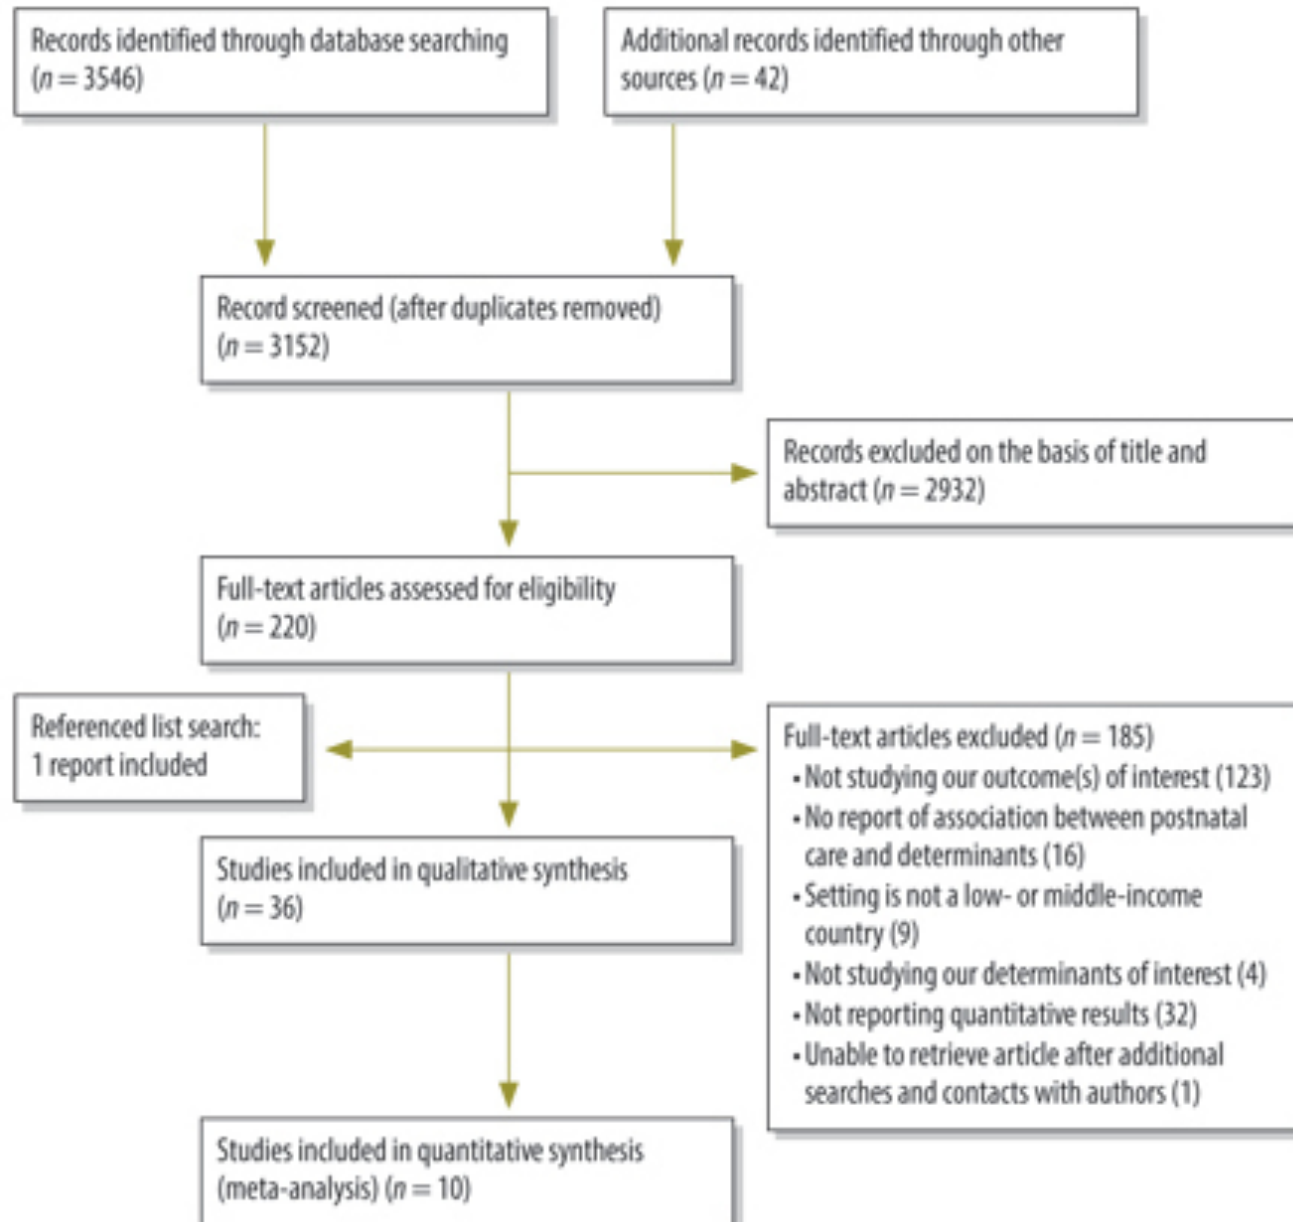 Records identified through database searching
(n = 3546)
Additional records identified through other
sources (n = 42)
Record screened (after duplicates removed)
(n = 3152)
Records excluded on the basis of title and
abstract (n = 2932)
Full-text articles assessed for eligibility
(n = 220)
Referenced list search:
1 report included
Full-text articles excluded (n = 185)
• Not studying our outcome(s) of interest (123)
• No report of association between postnatal
care and determinants (16)
• Setting is not a low- or middle-income
country (9)
• Not studying our determinants of interest (4)
• Not reporting quantitative results (32)
• Unable to retrieve article after additional
searches and contacts with authors (1)
Studies included in qualitative synthesis
(n = 36)
Studies included in quantitative synthesis
(meta-analysis) (n = 10)